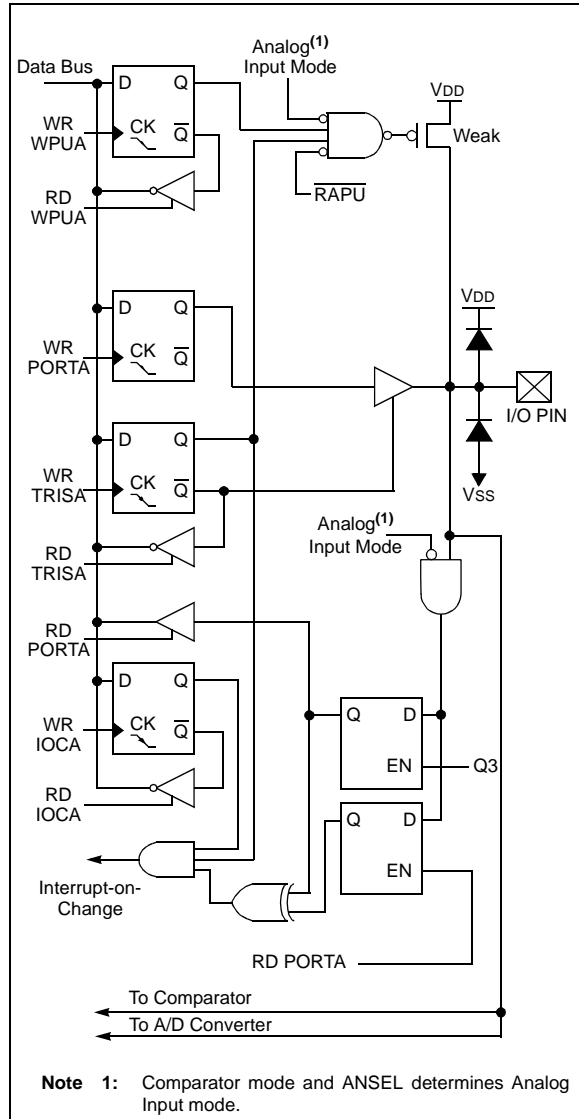 Analog(1)
Input Mode
Data Bus
D Q
VDD
WR
WPUA
CK
Q
Weak
RD
WPUA
RAPU
D Q
VDD
WR
PORTA
CK
Q
I/O PIN
D Q
WR
TRISA
CK
Q
VSS
Analog(1)
Input Mode
RD
TRISA
RD
PORTA
D Q
Q D
WR
IOCA
CK
Q
EN
Q3
RD
IOCA
Q D
EN
Interrupt-on-
Change
RD PORTA
To Comparator
To A/D Converter
Note 1: Comparator mode and ANSEL determines Analog
Input mode.